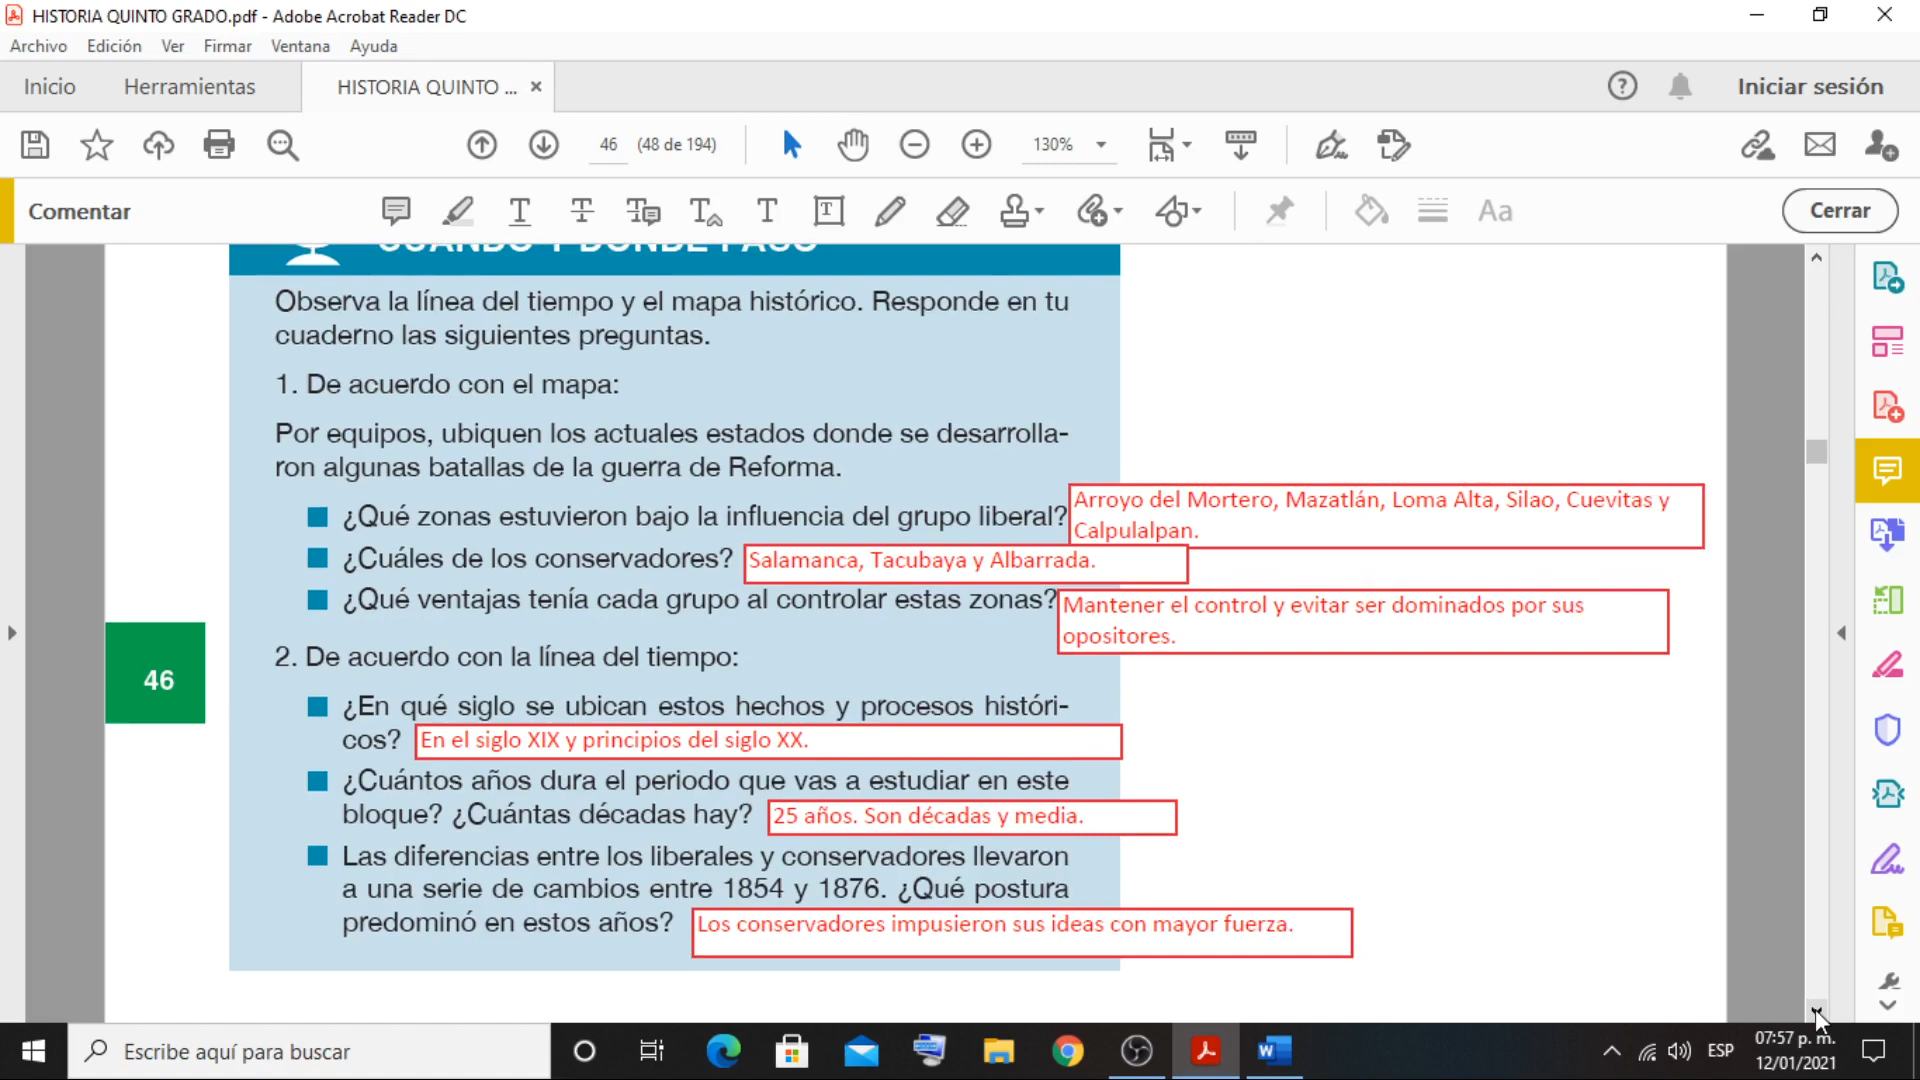 HISTORIA QUINTO GRADO.pdf - Adobe Acrobat Reader DC
Archivo Edición Ver Firmar Ventana Ayuda
Inicio Herramientas HISTORIA QUINTO ... × Iniciar sesión
46 (48 de 194) 130%
Comentar Aa Cerrar
CUÁNDO Y DÓNDE PASÓ
Observa la línea del tiempo y el mapa histórico. Responde en tu
cuaderno las siguientes preguntas.
1. De acuerdo con el mapa:
Por equipos, ubiquen los actuales estados donde se desarrolla-
ron algunas batallas de la guerra de Reforma.
¿Qué zonas estuvieron bajo la influencia del grupo liberal?
Arroyo del Mortero, Mazatlán, Loma Alta, Silao, Cuevitas y
Calpulalpan.
¿Cuáles de los conservadores? Salamanca, Tacubaya y Albarrada.
¿Qué ventajas tenía cada grupo al controlar estas zonas?
Mantener el control y evitar ser dominados por sus
opositores.
46
2. De acuerdo con la línea del tiempo:
¿En qué siglo se ubican estos hechos y procesos históri-
cos? En el siglo XIX y principios del siglo XX.
¿Cuántos años dura el periodo que vas a estudiar en este
bloque? ¿Cuántas décadas hay? 25 años. Son décadas y media.
Las diferencias entre los liberales y conservadores llevaron
a una serie de cambios entre 1854 y 1876. ¿Qué postura
predominó en estos años? Los conservadores impusieron sus ideas con mayor fuerza.
Escribe aquí para buscar
ESP
07:57 p. m.
12/01/2021